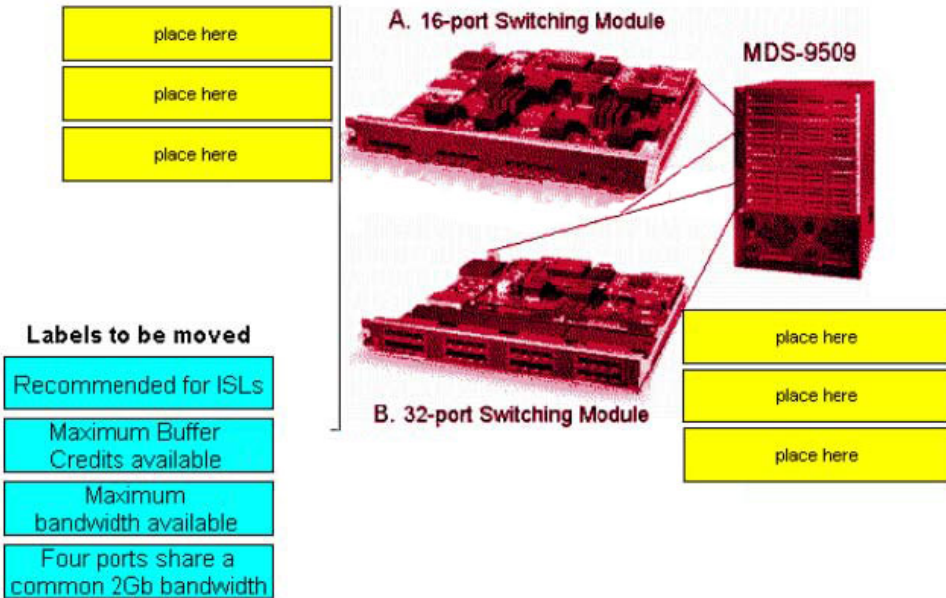 place here
place here
place here
A. 16-port Switching Module
MDS-9509
B. 32-port Switching Module
place here
place here
place here
Labels to be moved
Recommended for ISLs
Maximum Buffer
Credits available
Maximum
bandwidth available
Four ports share a
common 2Gb bandwidth